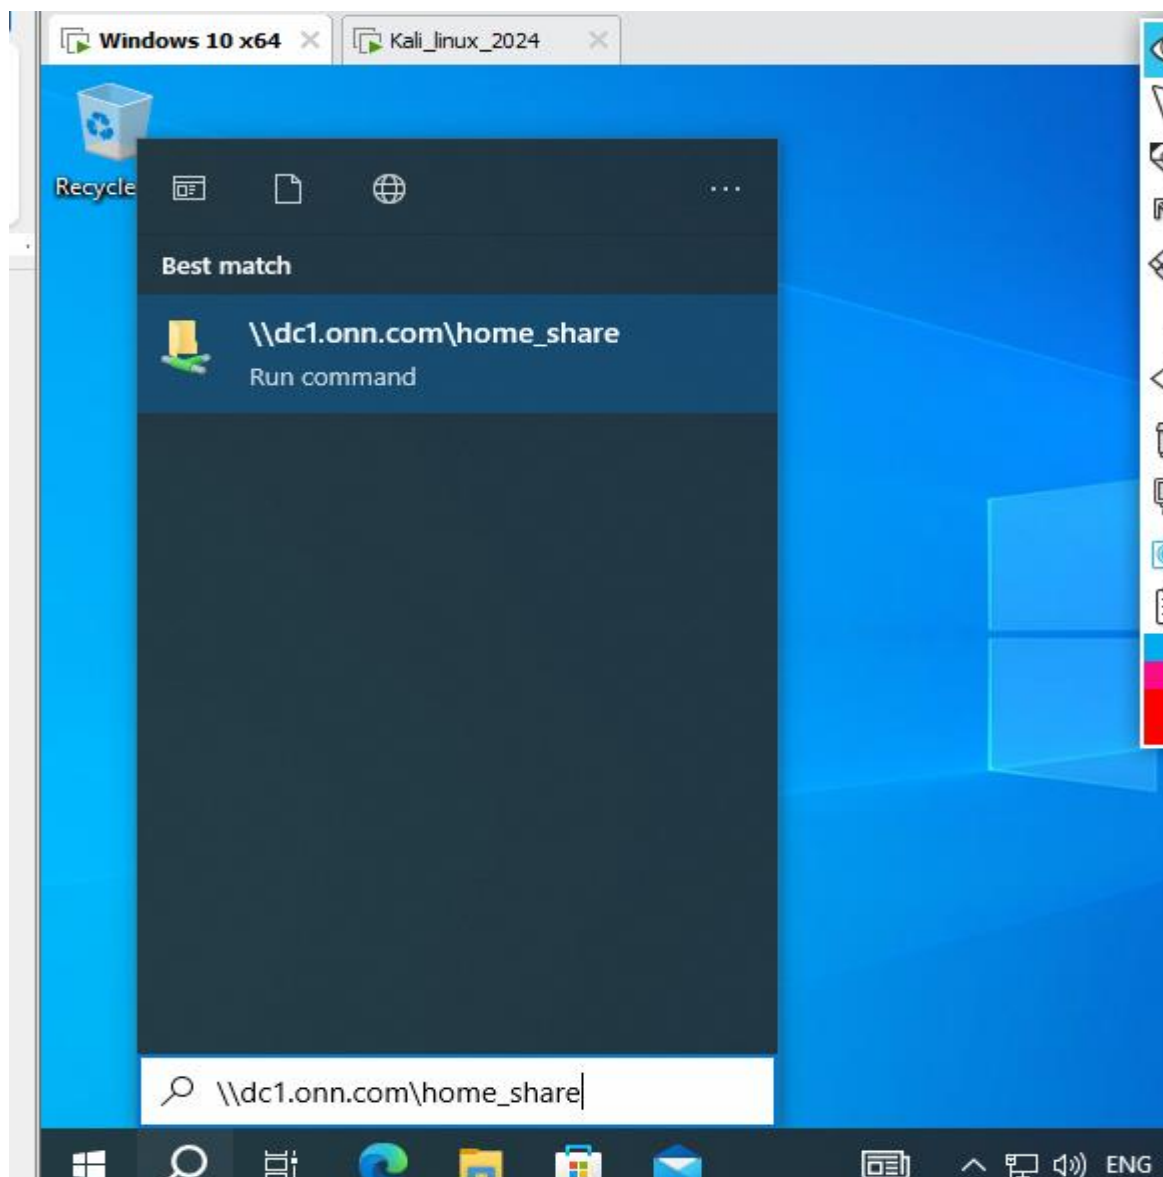 Windows 10 x64
Kali_linux_2024
Recycle
Best match
\\dc1.onn.com\home_share
Run command
\\dc1.onn.com\home_share
ENG